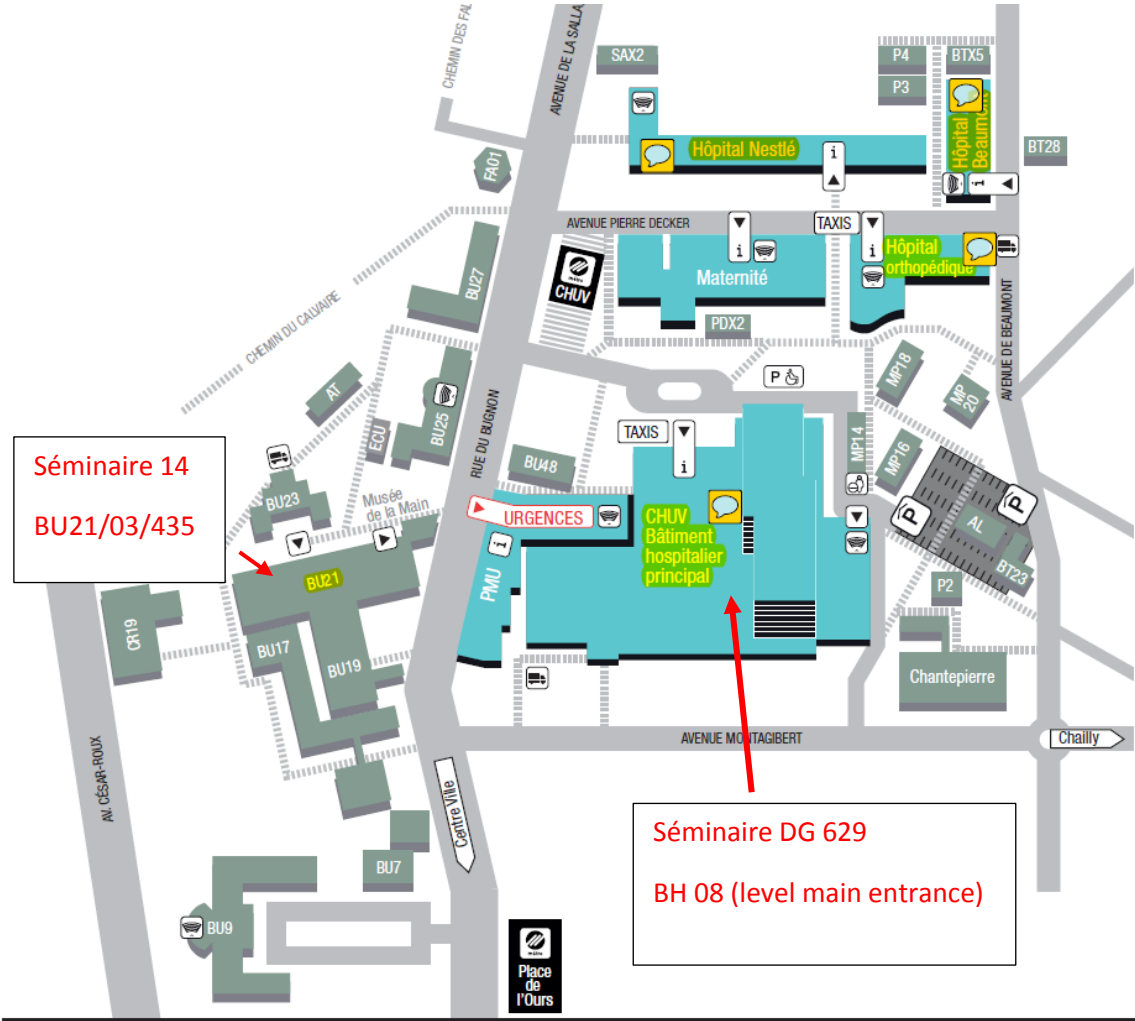 CHEMIN DES FAL
AVENUE DE LA SALLA
SAX2
P4
BTX5
P3
Hôpital
Beaumont
Hôpital Nestlé
i
i
BT28
FA01
AVENUE PIERRE DECKER
TAXIS
i
i
Hôpital
orthopédique
métro
CHUV
Maternité
BU27
PDX2
CHEMIN DU CALVAIRE
AVENUE DE BEAUMONT
AT
BU25
ECU
RUE DU BUGNON
P
MP18
MP
20
MP14
MP16
TAXIS
i
BU48
Séminaire 14
BU21/03/435
BU23
Musée
de la Main
URGENCES
i
PMU
CHUV
Bâtiment
hospitalier
principal
P
P
AL
BT23
P2
BU21
CR19
BU17
BU19
Chantepierre
AVENUE MONTAGIBERT
Chailly
AV. CÉSAR-ROUX
Centre Ville
Séminaire DG 629
BH 08 (level main entrance)
BU7
BU9
métro
Place
de
l'Ours